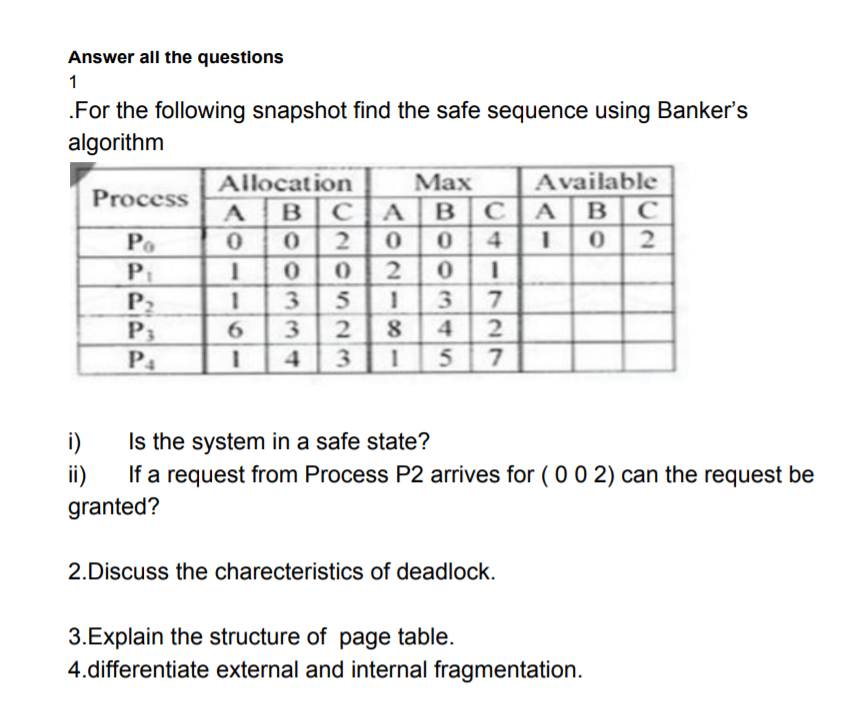 Answer all the questions
1
.For the following snapshot find the safe sequence using Banker's
algorithm
Process Allocation Max Available
A B C A B C A B C
P0 0 0 2 0 0 4 1 0 2
P1 1 0 0 2 0 1
P2 1 3 5 1 3 7
P3 6 3 2 8 4 2
P4 1 4 3 1 5 7
i) Is the system in a safe state?
ii) If a request from Process P2 arrives for ( 0 0 2) can the request be
granted?
2.Discuss the charecteristics of deadlock.
3.Explain the structure of page table.
4.differentiate external and internal fragmentation.